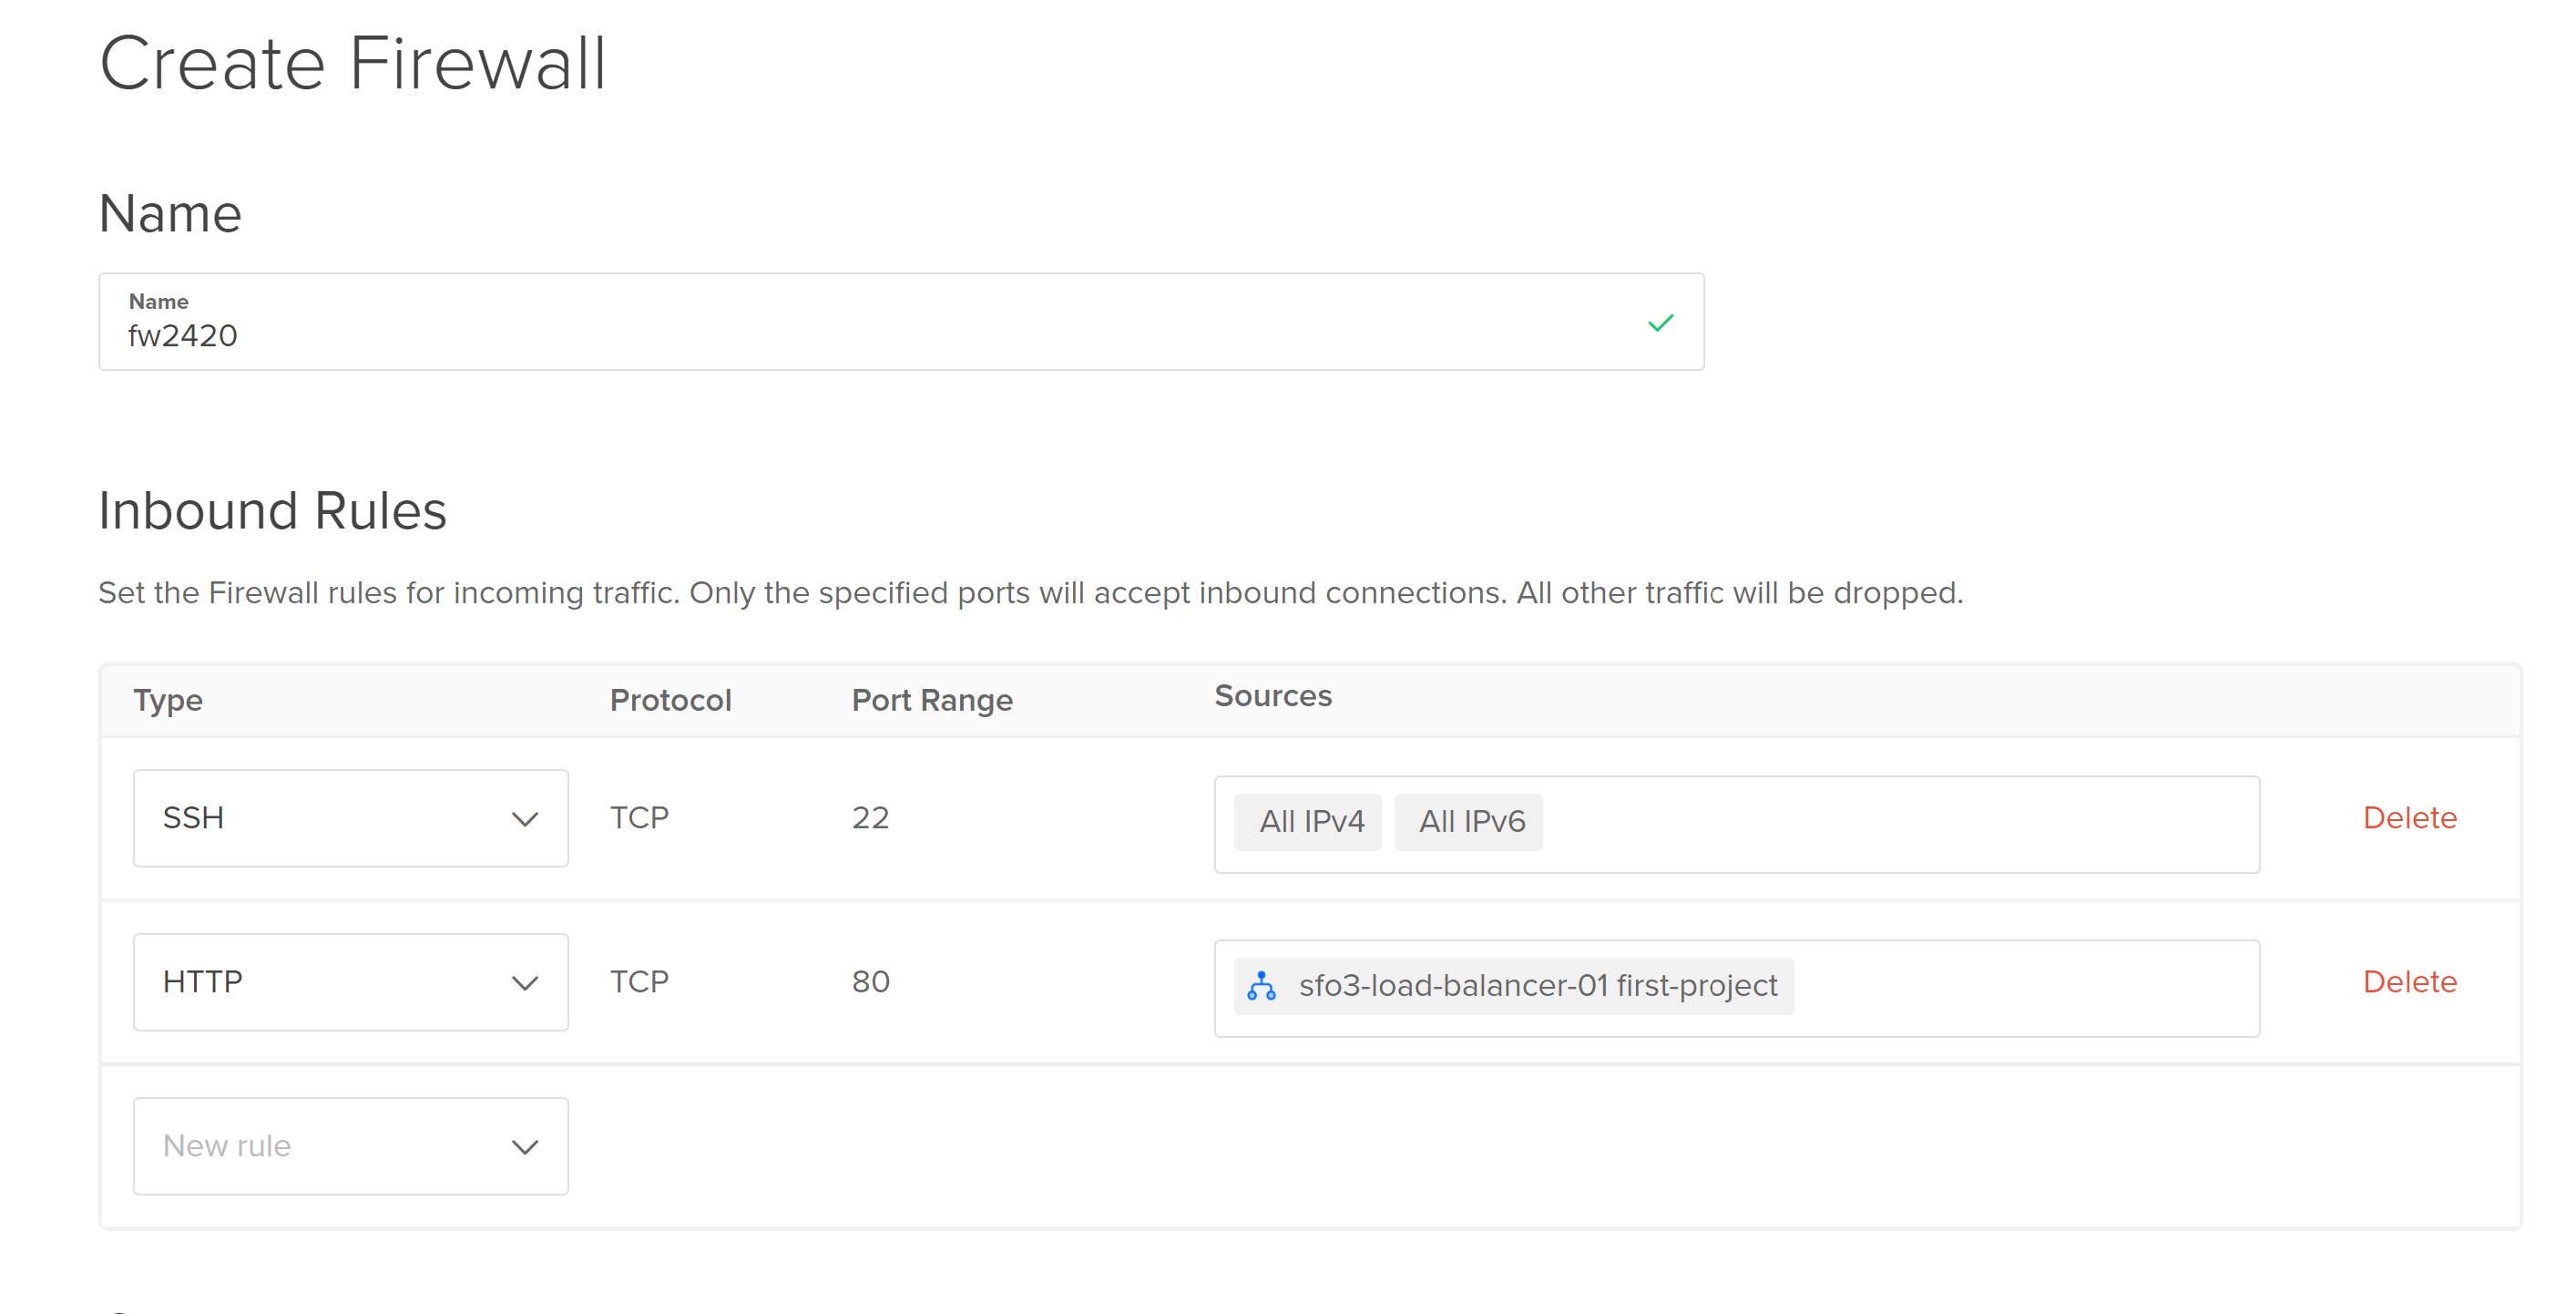 Create Firewall
Name
Name
fw2420
Inbound Rules
Set the Firewall rules for incoming traffic. Only the specified ports will accept inbound connections. All other traffic will be dropped.
Type Protocol Port Range Sources
SSH TCP 22 All IPv4 All IPv6 Delete
HTTP TCP 80 sfo3-load-balancer-01 first-project Delete
New rule